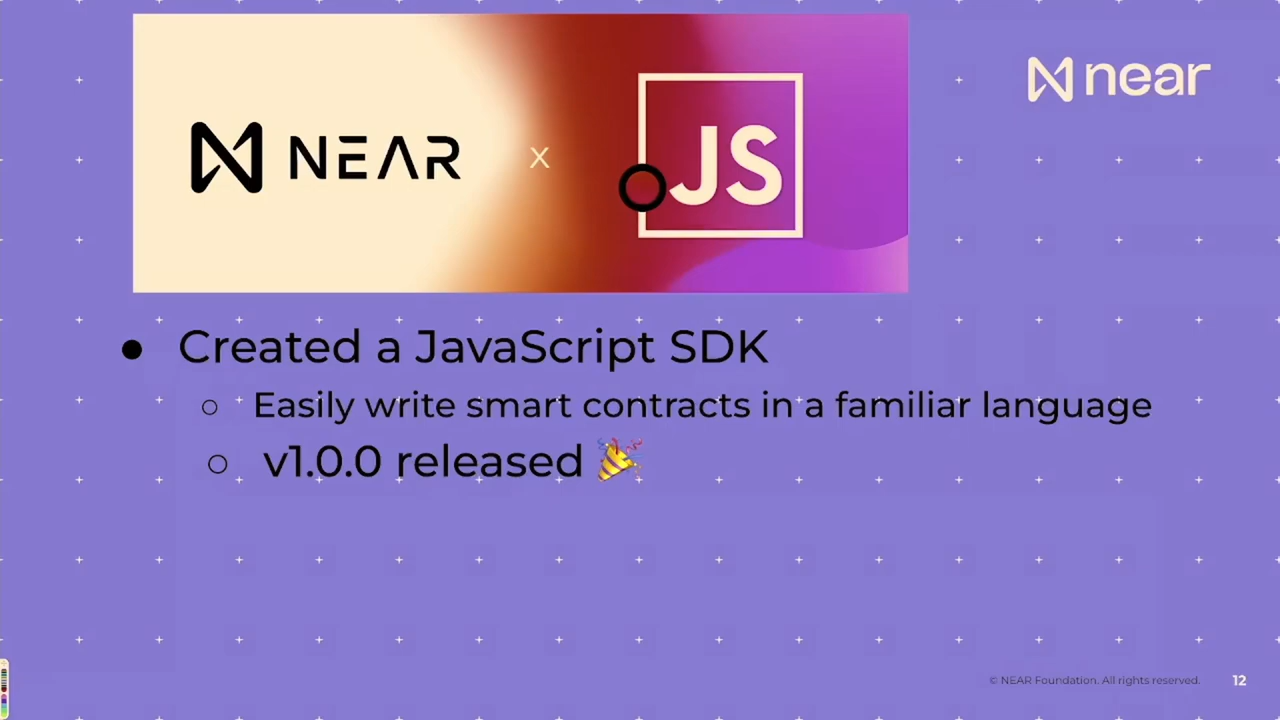 NEAR x JS
near
● Created a JavaScript SDK
○ Easily write smart contracts in a familiar language
○ v1.0.0 released 🎉
© NEAR Foundation. All rights reserved. 12